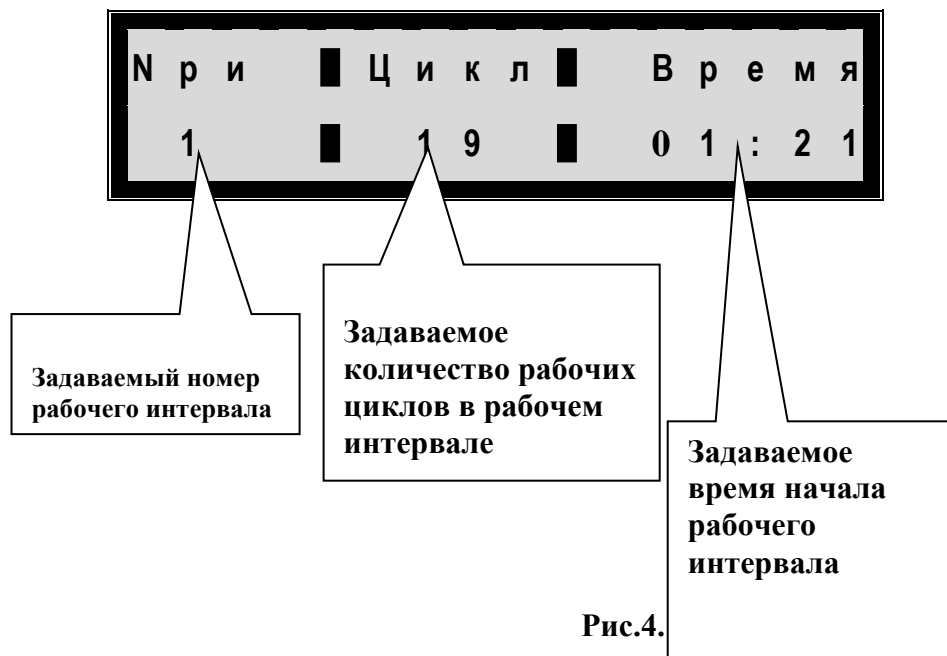 Nри Цикл Время
1 19 01:21
Задаваемый номер
рабочего интервала
Задаваемое
количество рабочих
циклов в рабочем
интервале
Задаваемое
время начала
рабочего
интервала
Рис.4.